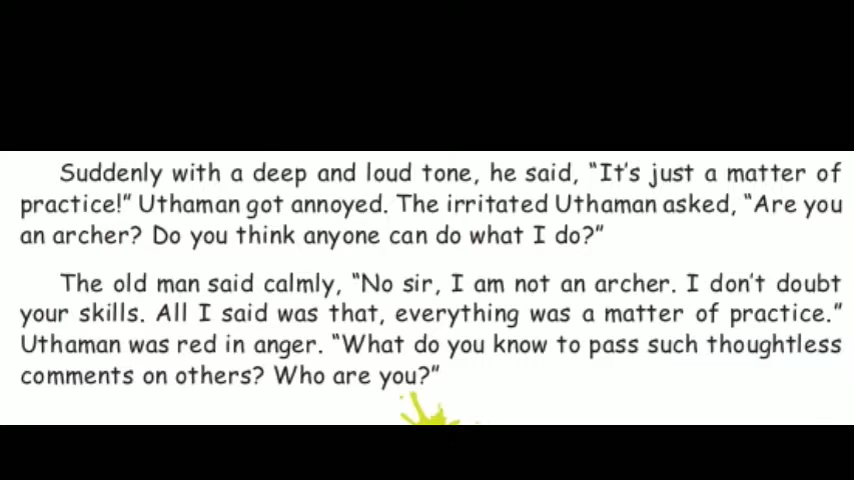 Suddenly with a deep and loud tone, he said, “It’s just a matter of
practice!” Uthaman got annoyed. The irritated Uthaman asked, “Are you
an archer? Do you think anyone can do what I do?”
The old man said calmly, “No sir, I am not an archer. I don’t doubt
your skills. All I said was that, everything was a matter of practice.”
Uthaman was red in anger. “What do you know to pass such thoughtless
comments on others? Who are you?”